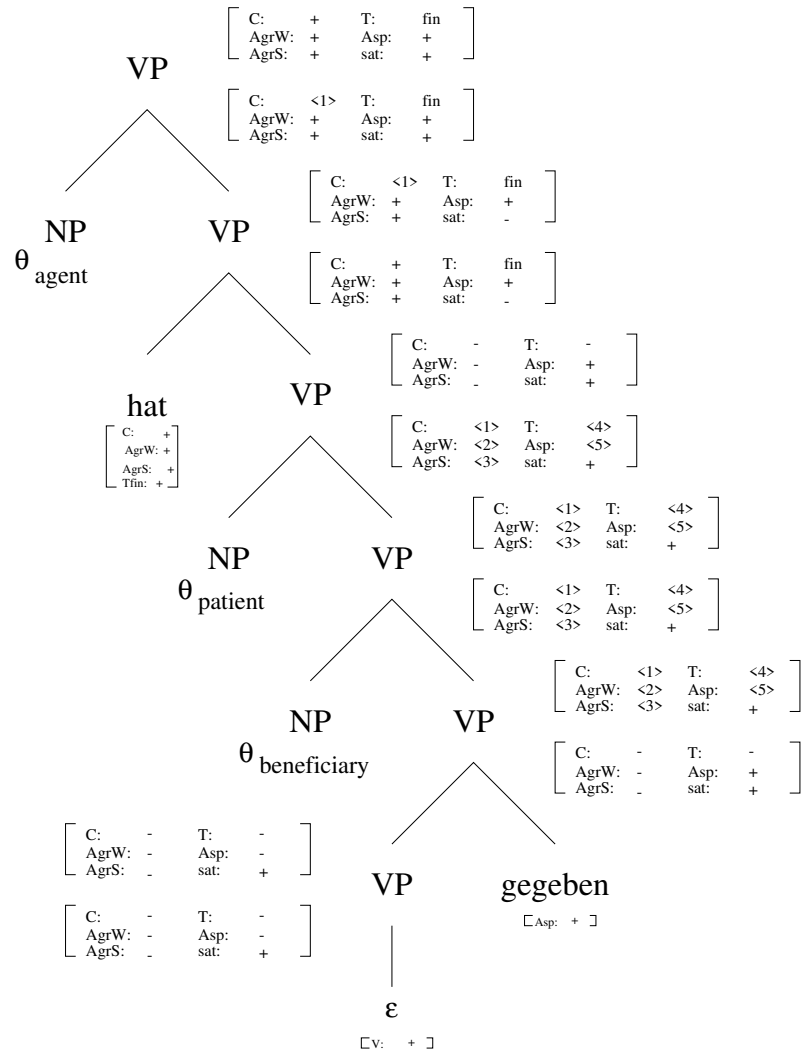 C: + T: fin
AgrW: + Asp: +
AgrS: + sat: +
VP
C: <1> T: fin
AgrW: + Asp: +
AgrS: + sat: +
C: <1> T: fin
AgrW: + Asp: +
AgrS: + sat: -
NP VP
θ agent
C: + T: fin
AgrW: + Asp: +
AgrS: + sat: -
C: - T: -
AgrW: - Asp: +
AgrS: - sat: +
hat VP
C: +
AgrW: +
AgrS: +
Tfin: +
C: <1> T: <4>
AgrW: <2> Asp: <5>
AgrS: <3> sat: +
C: <1> T: <4>
AgrW: <2> Asp: <5>
AgrS: <3> sat: +
NP VP
θ patient
C: <1> T: <4>
AgrW: <2> Asp: <5>
AgrS: <3> sat: +
C: <1> T: <4>
AgrW: <2> Asp: <5>
AgrS: <3> sat: +
NP VP
θ beneficiary
C: - T: -
AgrW: - Asp: +
AgrS: - sat: +
C: - T: -
AgrW: - Asp: -
AgrS: - sat: +
VP gegeben
[Asp: + ]
C: - T: -
AgrW: - Asp: -
AgrS: - sat: +
ε
[V: + ]